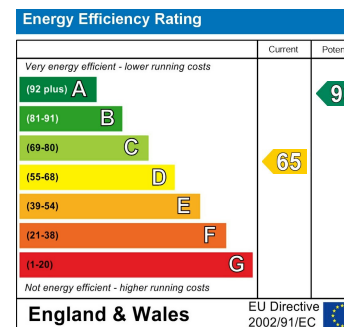 Energy Efficiency Rating
Current
Very energy efficient - lower running costs
(92 plus) A
(81-91) B
(69-80) C
(55-68) D
65
(39-54) E
(21-38) F
(1-20) G
Not energy efficient - higher running costs
England & Wales
EU Directive
2002/91/EC